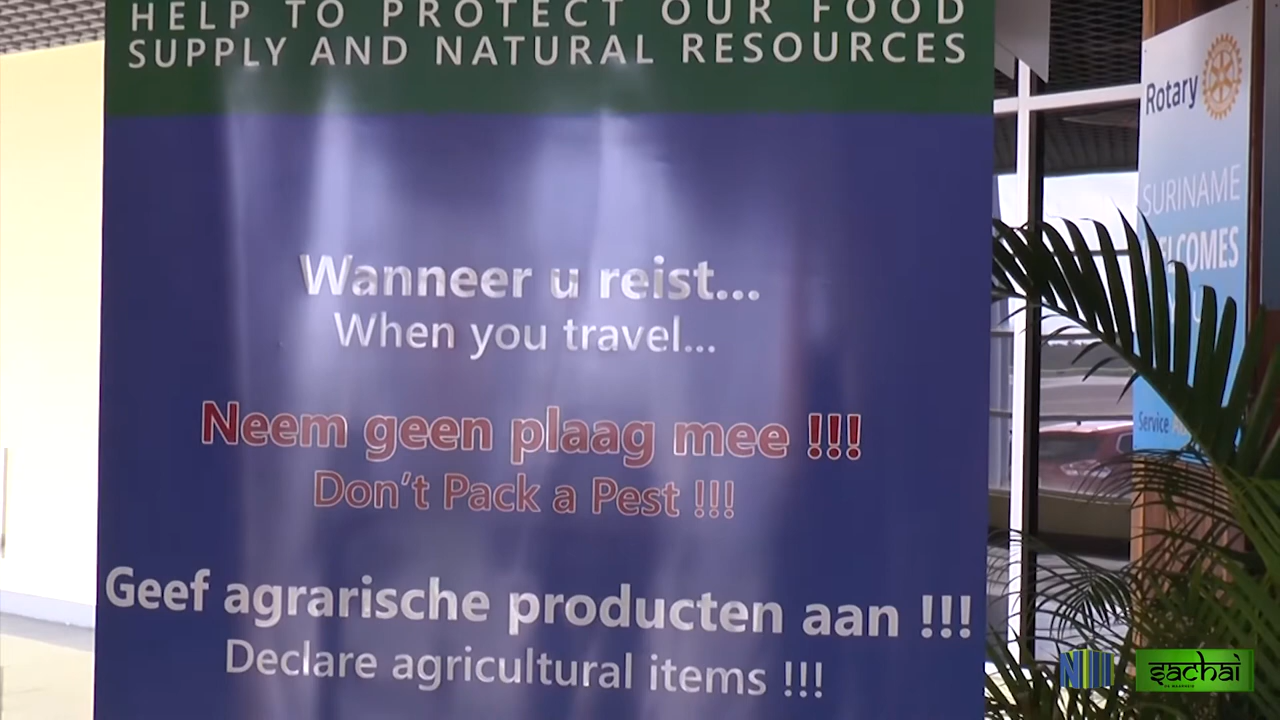 HELP TO PROTECT OUR FOOD
SUPPLY AND NATURAL RESOURCES
Wanneer u reist...
When you travel...
Neem geen plaag mee !!!
Don't Pack a Pest !!!
Geef agrarische producten aan !!!
Declare agricultural items !!!
Rotary
SURINAME
WELCOMES
Service
sachai